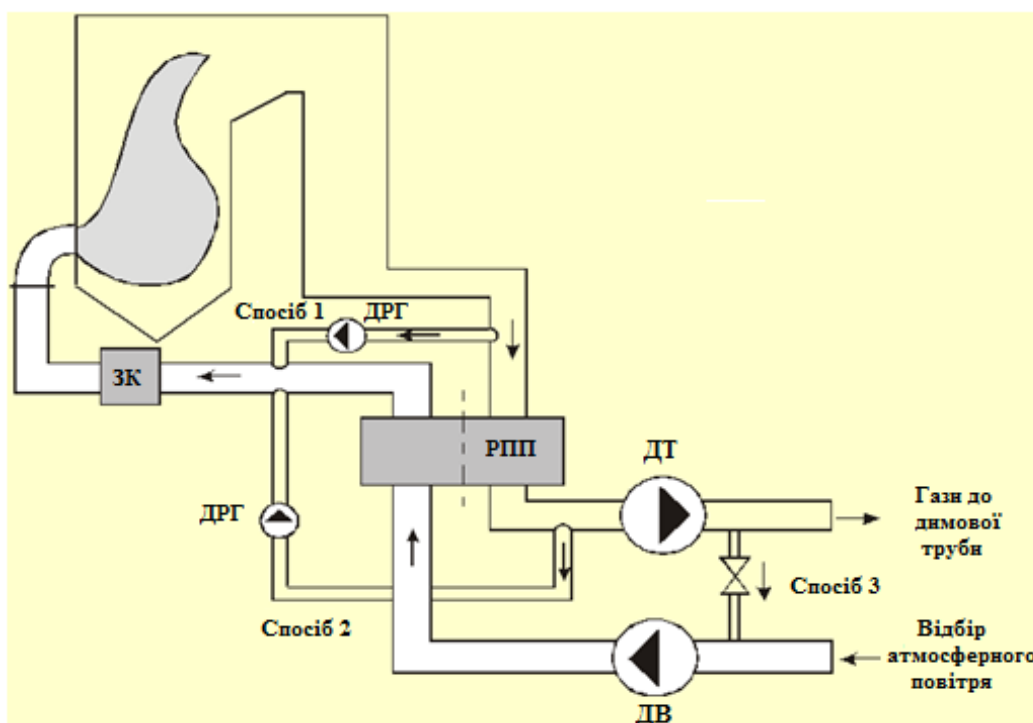 Спосіб 1 ДРГ
ЗК
РПП
ДТ
ДРГ
Гази до
димової
труби
Спосіб 3
Спосіб 2
Відбір
атмосферного
повітря
ДВ